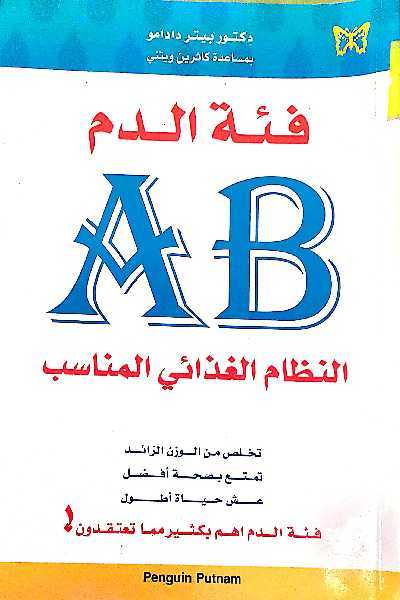 دكتور بيتر دادامو
بمساعدة كاثرين ويتني
فئة الدم
AB
النظام الغذائي المناسب
تخلص من الوزن الزائد
تمتع بصحة أفضل
عش حياة أطول
فئة الدم اهم بكثير مما تعتقدون!
Penguin Putnam